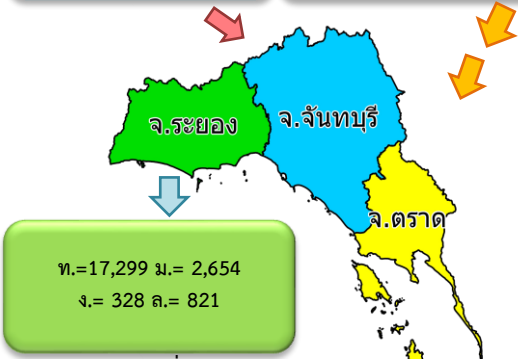 จ.ระยอง
จ.จันทบุรี
จ.ตราด
ท.=17,299 ม.= 2,654
ง.= 328 ล.= 821